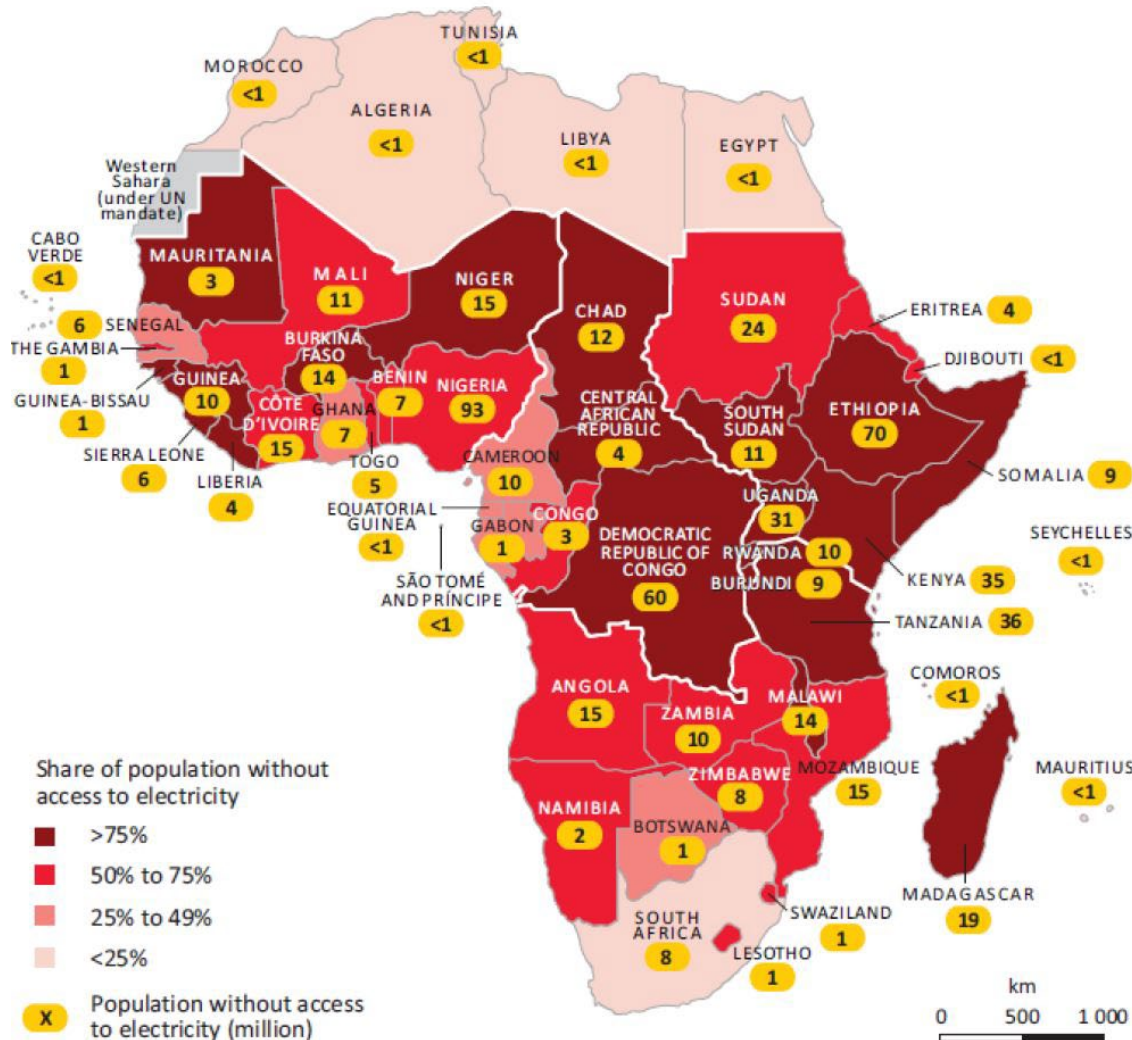 TUNISIA
<1
MOROCCO
<1
ALGERIA
<1
LIBYA
<1
EGYPT
<1
Western
Sahara
(under UN
mandate)
CABO
VERDE
<1
MAURITANIA
3
MALI
11
NIGER
15
CHAD
12
SUDAN
24
ERITREA 4
DJIBOUTI <1
6 SENEGAL
THE GAMBIA
1
GUINEA-BISSAU
1
GUINEA
10
SIERRA LEONE
6
LIBERIA
4
BURKINA
FASO
14
CÔTE
D'IVOIRE
15
GHANA
7
TOGO
5
BENIN
7
NIGERIA
93
CENTRAL
AFRICAN
REPUBLIC
4
SOUTH
SUDAN
11
ETHIOPIA
70
SOMALIA 9
CAMEROON
10
EQUATORIAL
GUINEA
<1
GABON
1
CONGO
3
SÃO TOMÉ
AND PRÍNCIPE
<1
DEMOCRATIC
REPUBLIC OF
CONGO
60
UGANDA
31
RWANDA 10
BURUNDI 9
KENYA 35
TANZANIA 36
SEYCHELLES
<1
COMOROS
<1
ANGOLA
15
ZAMBIA
10
MALAWI
14
MOZAMBIQUE
15
ZIMBABWE
8
NAMIBIA
2
BOTSWANA
1
MAURITIUS
<1
MADAGASCAR
19
SOUTH
AFRICA
8
SWAZILAND
1
LESOTHO
1
Share of population without
access to electricity
>75%
50% to 75%
25% to 49%
<25%
X Population without access
to electricity (million)
km
0 500 1 000